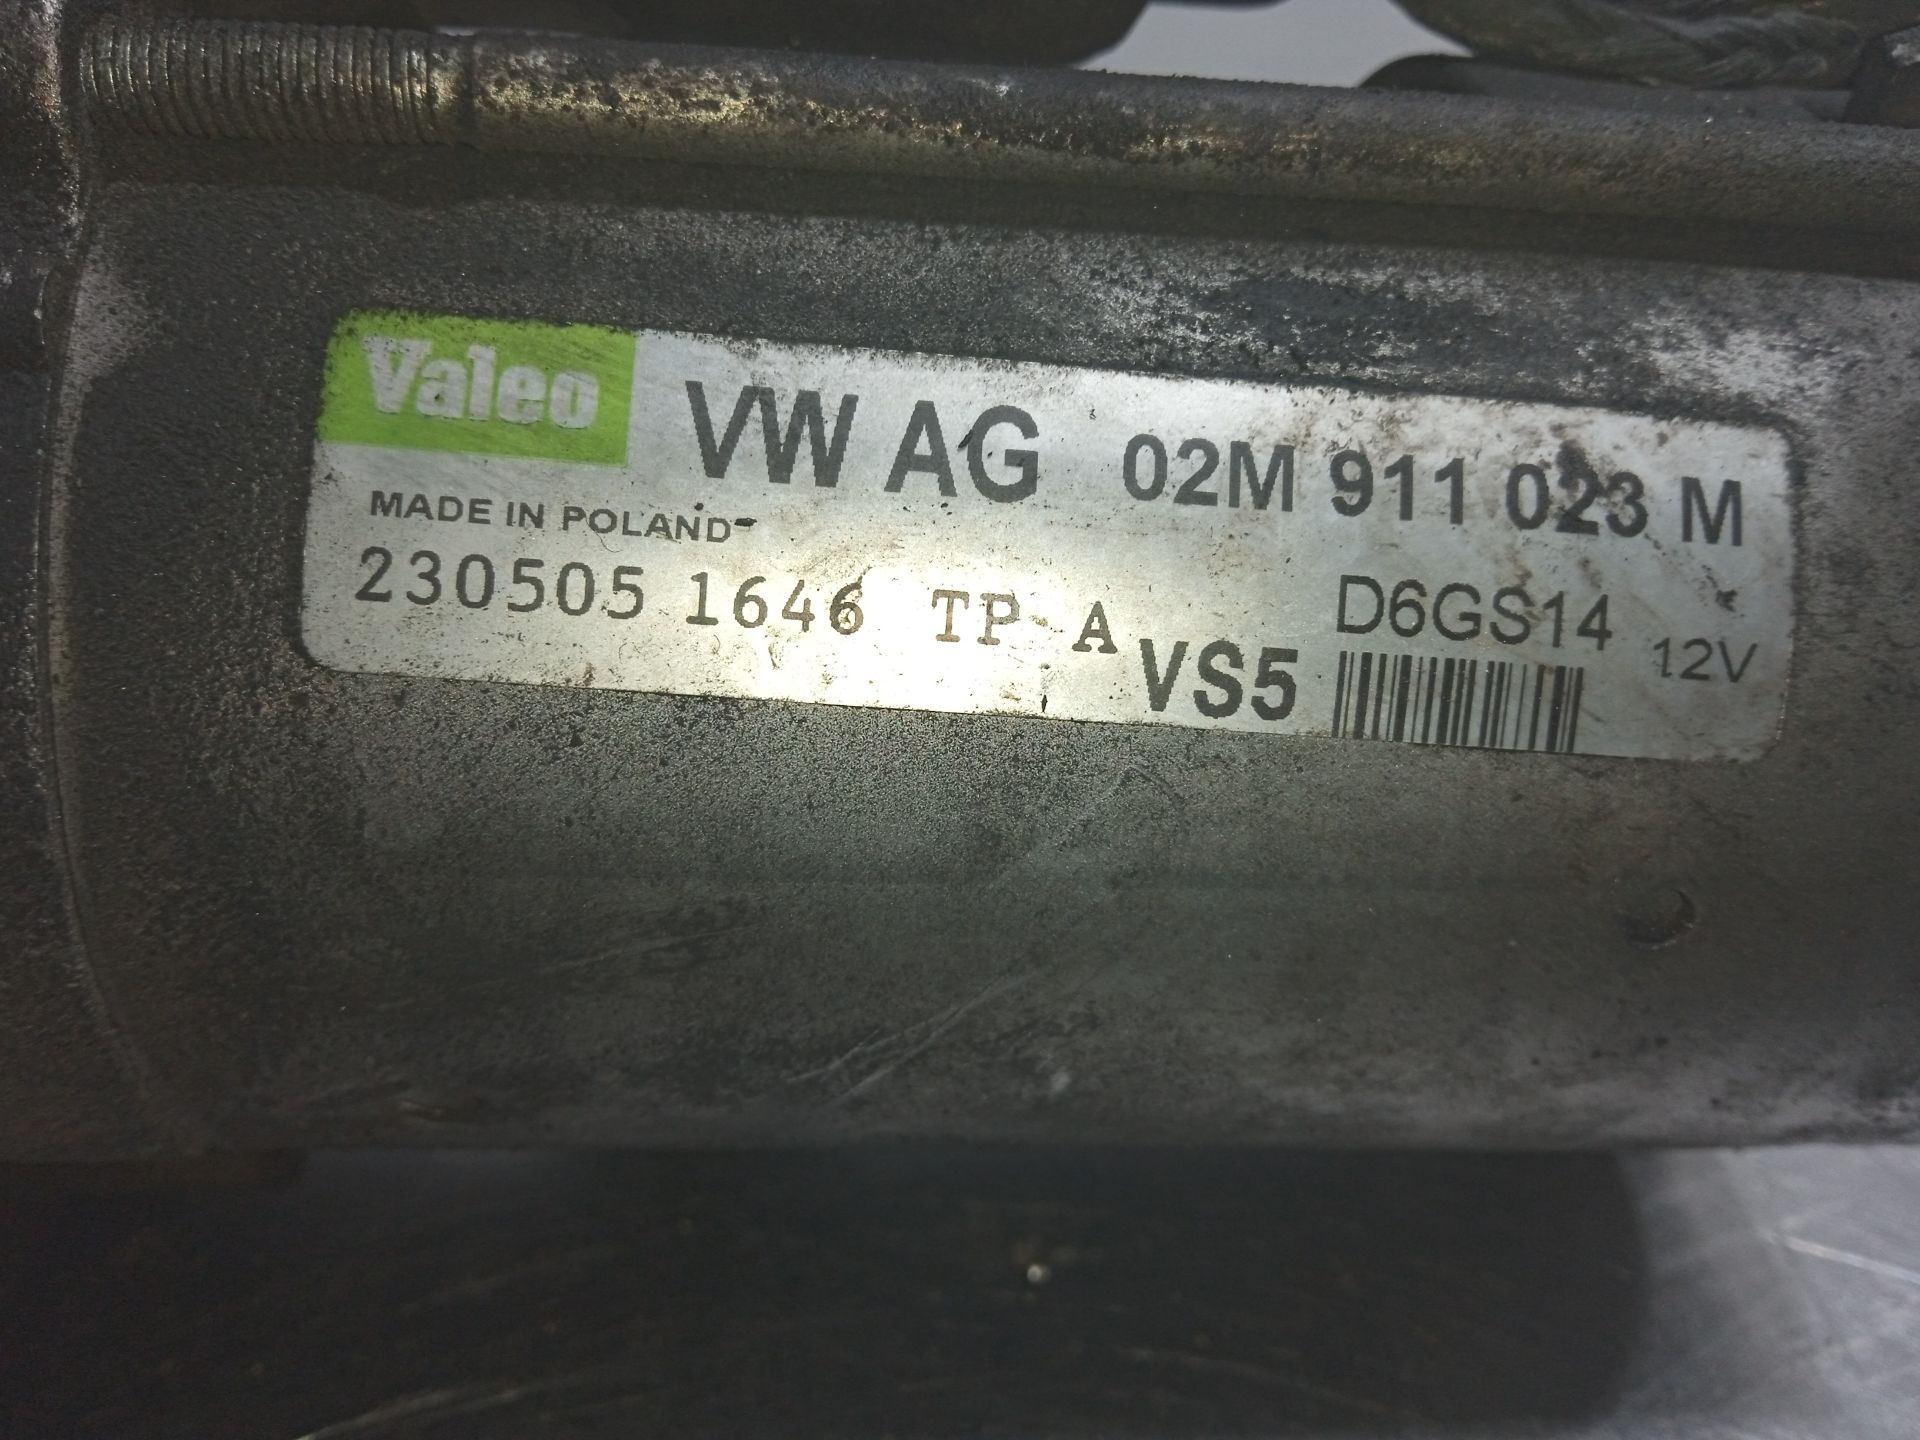 Valeo VW AG 02M 911 023 M
MADE IN POLAND
230505 1646 TP A VS5 D6GS14 12V